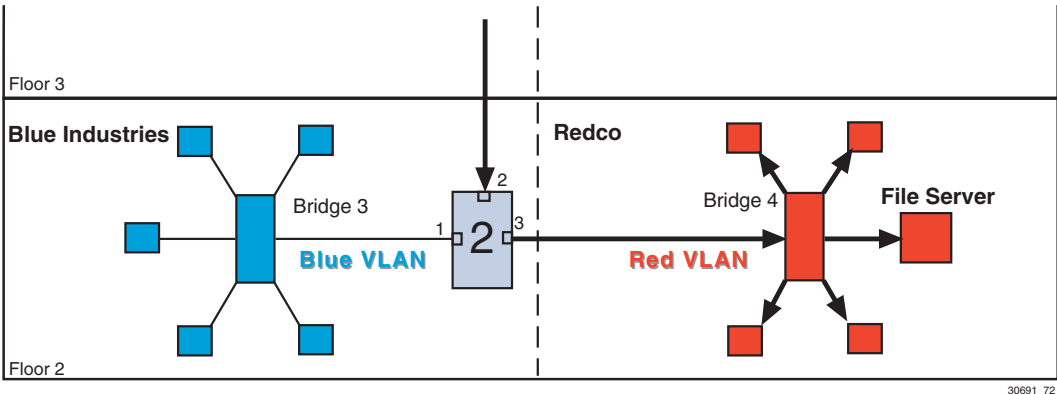 Floor 3
Blue Industries
Redco
2
Bridge 3
Bridge 4
File Server
1
2
3
Blue VLAN
Red VLAN
Floor 2
30691 72